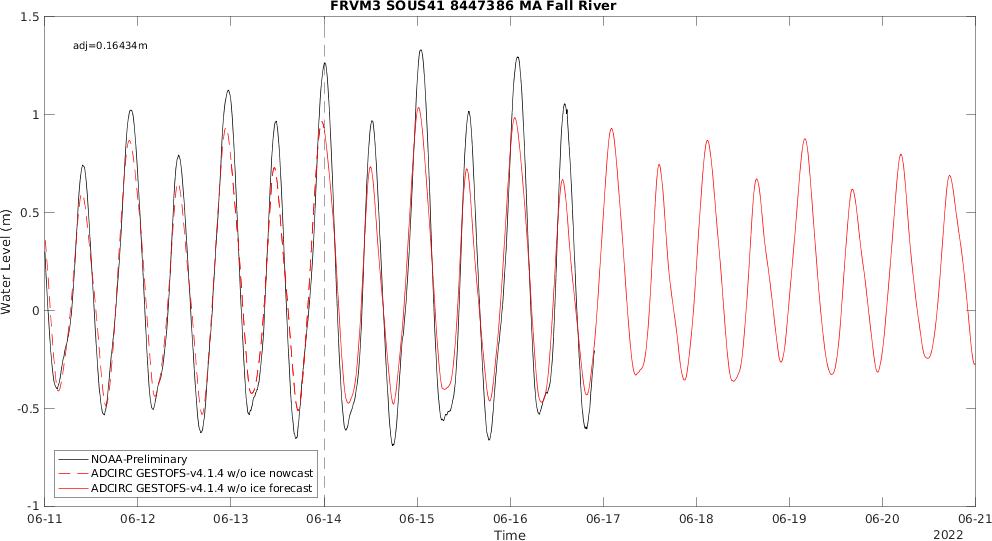 FRVM3 SOUS41 8447386 MA Fall River
adj=0.16434m
Water Level (m)
1.5
1
0.5
0
-0.5
-1
NOAA-Preliminary
ADCIRC GESTOFS-v4.1.4 w/o ice nowcast
ADCIRC GESTOFS-v4.1.4 w/o ice forecast
06-11 06-12 06-13 06-14 06-15 06-16 06-17 06-18 06-19 06-20 06-21
Time
2022